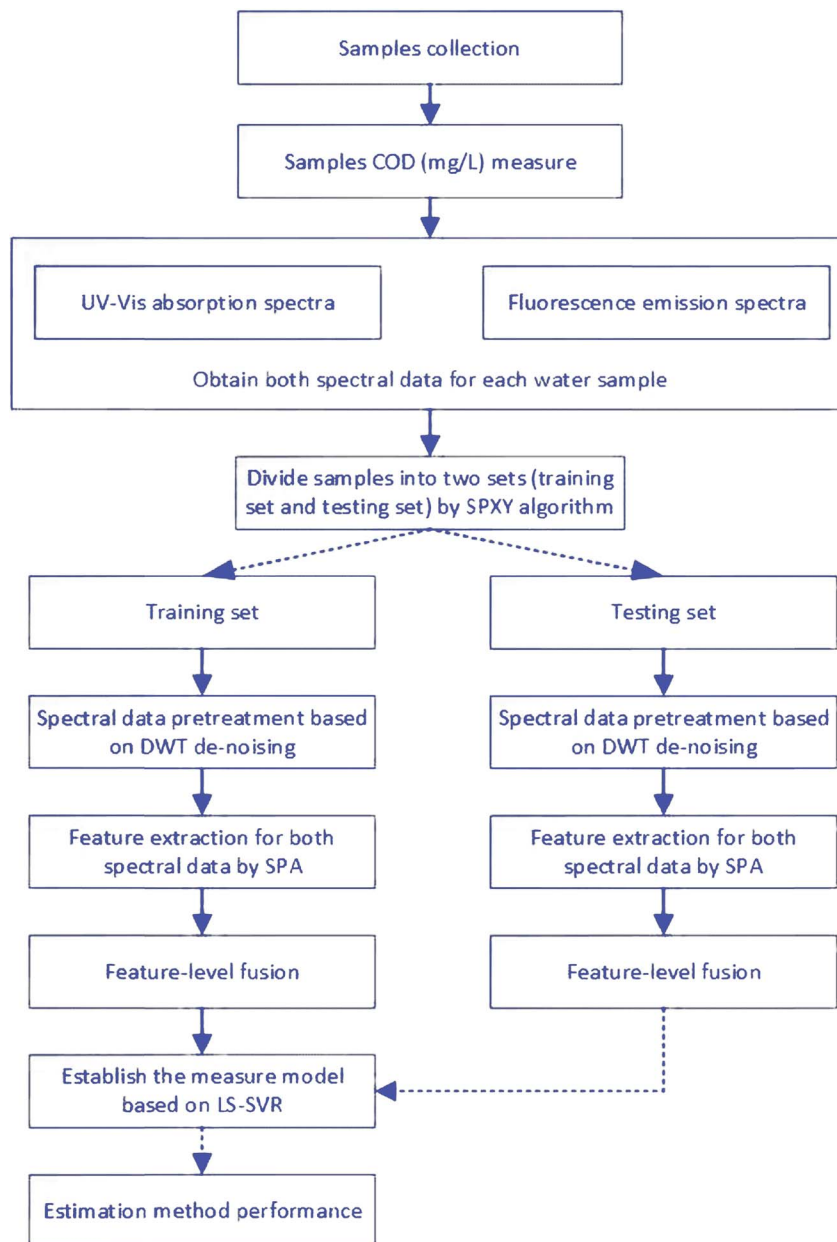 Samples collection
Samples COD (mg/L) measure
UV-Vis absorption spectra
Fluorescence emission spectra
Obtain both spectral data for each water sample
Divide samples into two sets (training
set and testing set) by SPXY algorithm
Training set
Testing set
Spectral data pretreatment based
on DWT de-noising
Spectral data pretreatment based
on DWT de-noising
Feature extraction for both
spectral data by SPA
Feature extraction for both
spectral data by SPA
Feature-level fusion
Feature-level fusion
Establish the measure model
based on LS-SVR
Estimation method performance